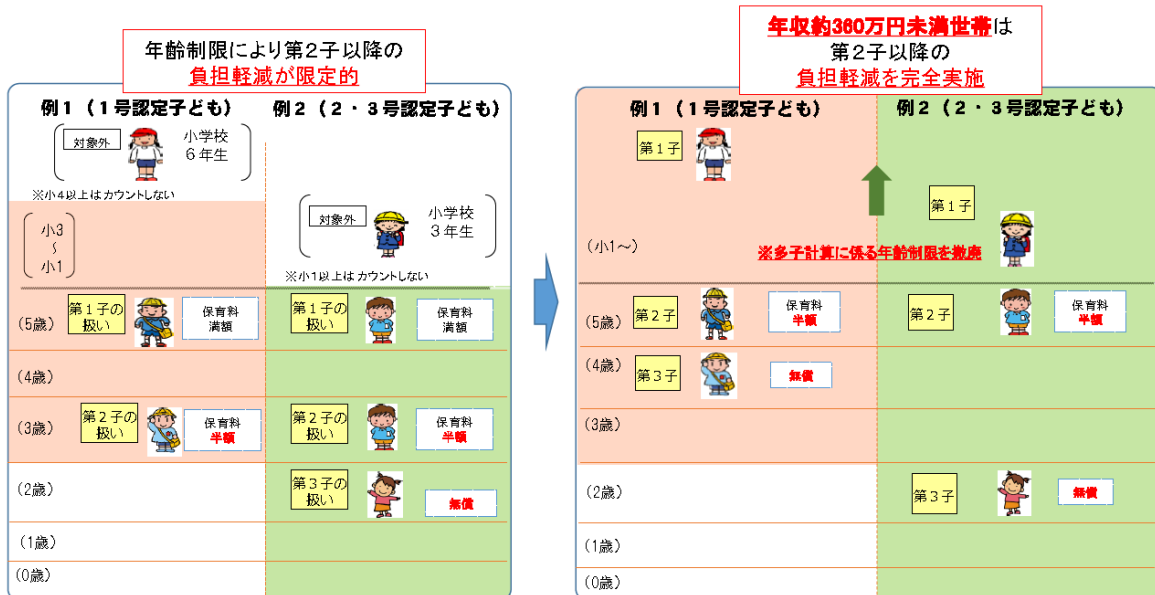 年齢制限により第2子以降の
負担軽減が限定的
例1（1号認定子ども）
例2（2・3号認定子ども）
対象外
小学校
6年生
※小4以上はカウントしない
対象外
小学校
3年生
※小1以上はカウントしない
小3
～
小1
(5歳)
第1子の
扱い
保育料
満額
第1子の
扱い
保育料
満額
(4歳)
(3歳)
第2子の
扱い
保育料
半額
第2子の
扱い
保育料
半額
(2歳)
第3子の
扱い
無償
(1歳)
(0歳)
年収約360万円未満世帯は
第2子以降の
負担軽減を完全実施
例1（1号認定子ども）
例2（2・3号認定子ども）
第1子
第1子
(小1～)
※多子計算に係る年齢制限を撤廃
(5歳)
第2子
保育料
半額
第2子
保育料
半額
(4歳)
第3子
無償
(3歳)
(2歳)
第3子
無償
(1歳)
(0歳)